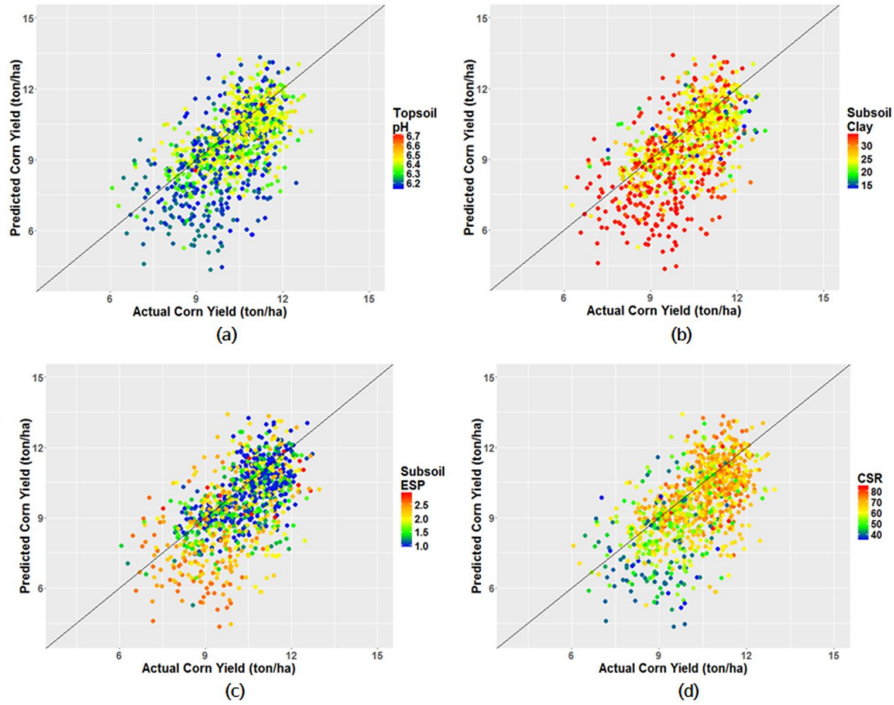 15
12
9
6
Predicted Corn Yield (ton/ha)
6
9
12
15
Actual Corn Yield (ton/ha)
Topsoil
pH
6.7
6.6
6.5
6.4
6.3
6.2
(a)
15
12
9
6
Predicted Corn Yield (ton/ha)
6
9
12
15
Actual Corn Yield (ton/ha)
Subsoil
Clay
30
25
20
15
(b)
15
12
9
6
Predicted Corn Yield (ton/ha)
6
9
12
15
Actual Corn Yield (ton/ha)
Subsoil
ESP
2.5
2.0
1.5
1.0
(c)
15
12
9
6
Predicted Corn Yield (ton/ha)
6
9
12
15
Actual Corn Yield (ton/ha)
CSR
80
70
60
50
40
(d)